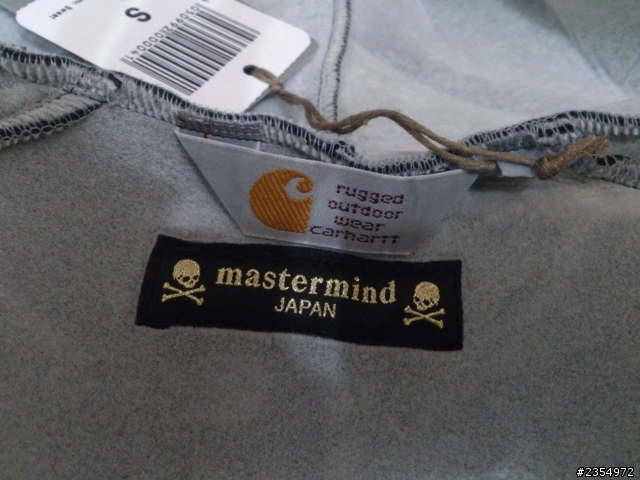 S
rugged
outdoor
wear
carhartt
mastermind
JAPAN
#2354972